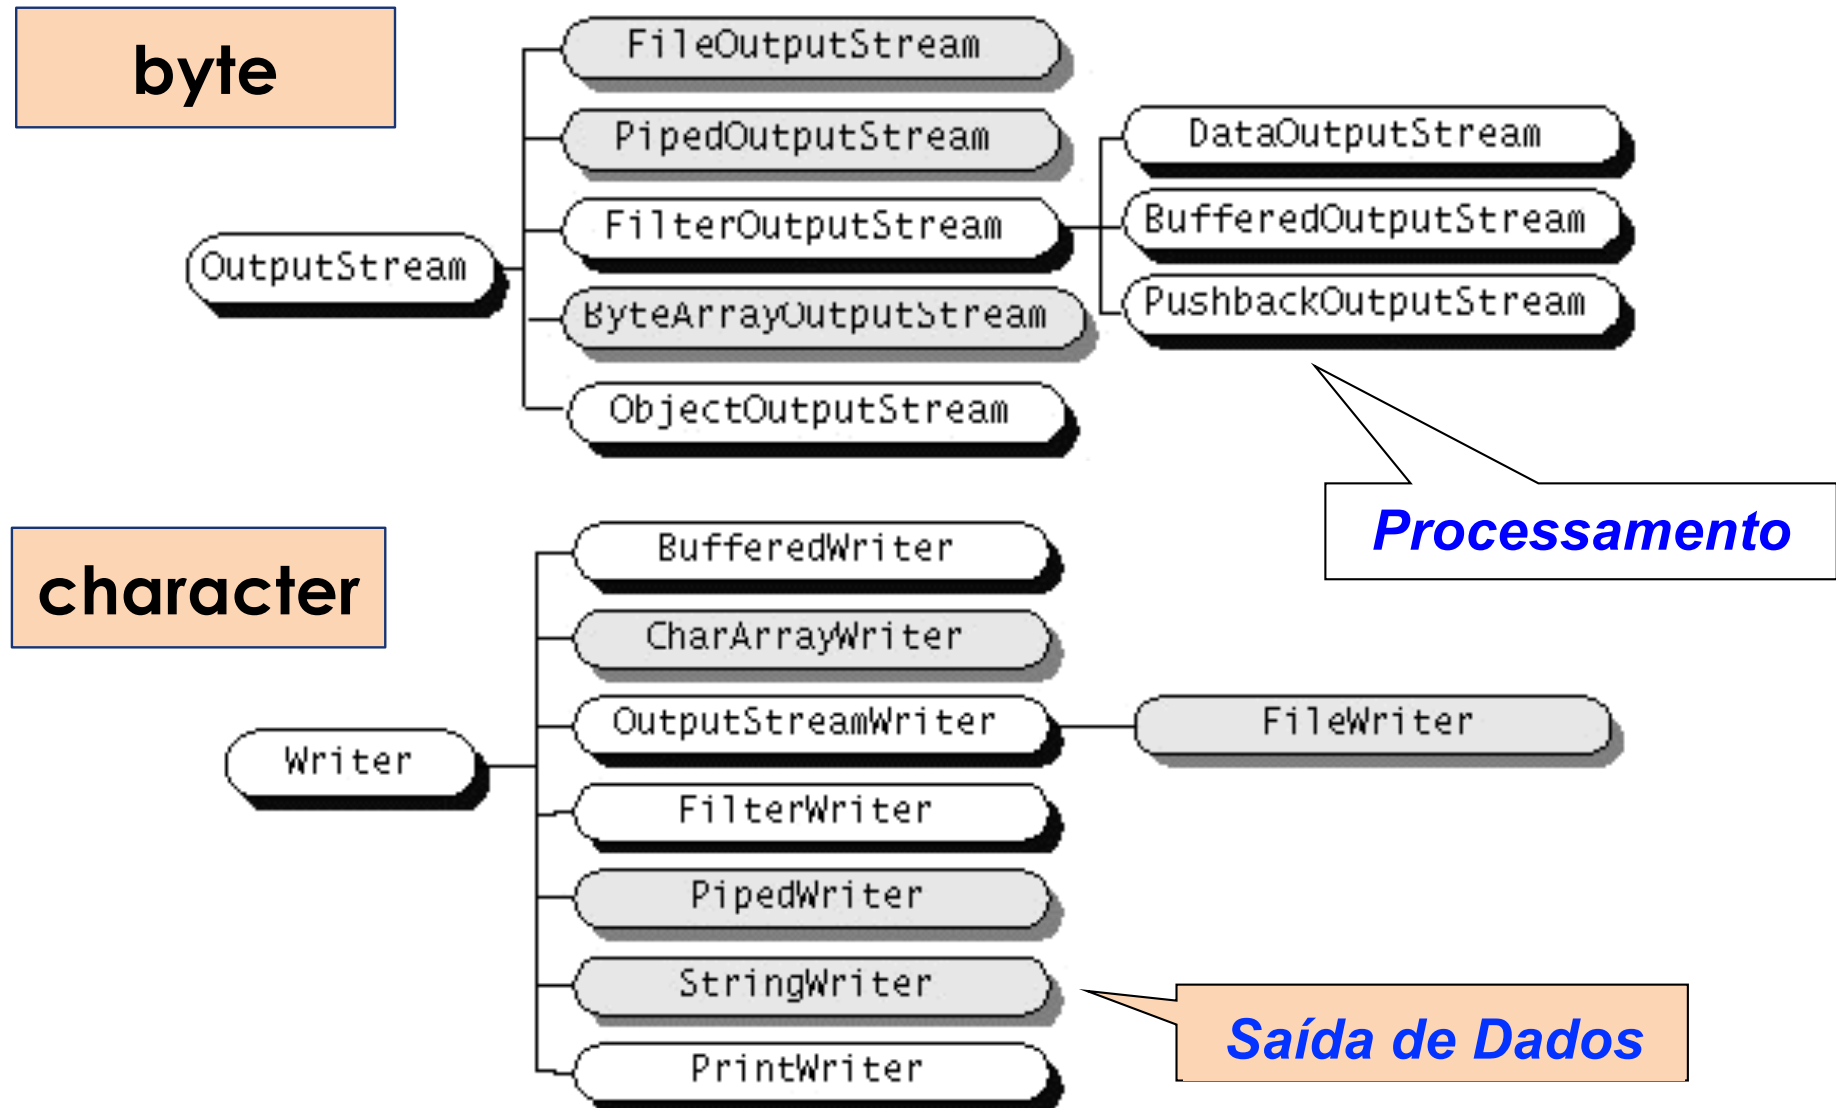 byte
FileOutputStream
PipedOutputStream
DataOutputStream
FilterOutputStream
BufferedOutputStream
OutputStream
ByteArrayOutputStream
PushbackOutputStream
ObjectOutputStream
Processamento
character
BufferedWriter
CharArrayWriter
OutputStreamWriter
FileWriter
Writer
FilterWriter
PipedWriter
StringWriter
Saída de Dados
PrintWriter